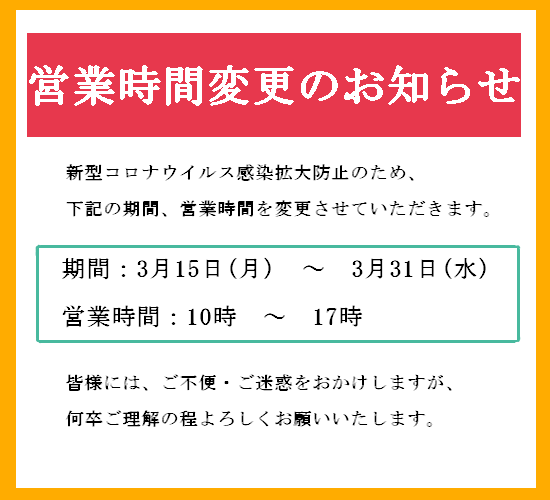 営業時間変更のお知らせ
新型コロナウイルス感染拡大防止のため、
下記の期間、営業時間を変更させていただきます。
期間：3月15日(月)　～　3月31日(水)
営業時間：10時　～　17時
皆様には、ご不便・ご迷惑をおかけしますが、
何卒ご理解の程よろしくお願いいたします。